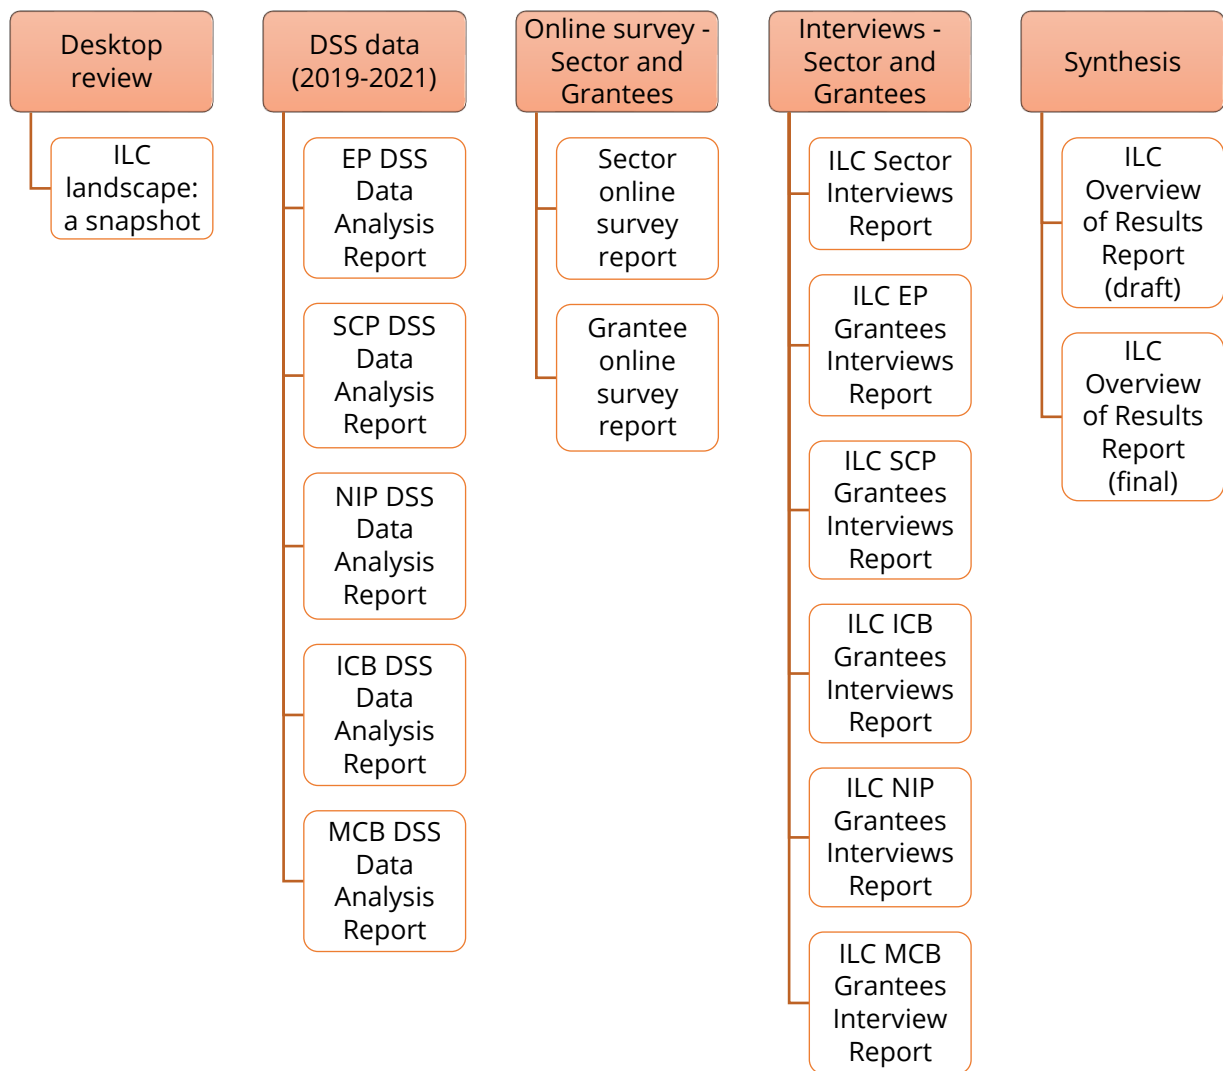 Desktop
review
ILC
landscape:
a snapshot
DSS data
(2019-2021)
EP DSS
Data
Analysis
Report
SCP DSS
Data
Analysis
Report
NIP DSS
Data
Analysis
Report
ICB DSS
Data
Analysis
Report
MCB DSS
Data
Analysis
Report
Online survey -
Sector and
Grantees
Sector
online
survey
report
Grantee
online
survey
report
Interviews -
Sector and
Grantees
ILC Sector
Interviews
Report
ILC EP
Grantees
Interviews
Report
ILC SCP
Grantees
Interviews
Report
ILC ICB
Grantees
Interviews
Report
ILC NIP
Grantees
Interviews
Report
ILC MCB
Grantees
Interview
Report
Synthesis
ILC
Overview
of Results
Report
(draft)
ILC
Overview
of Results
Report
(final)